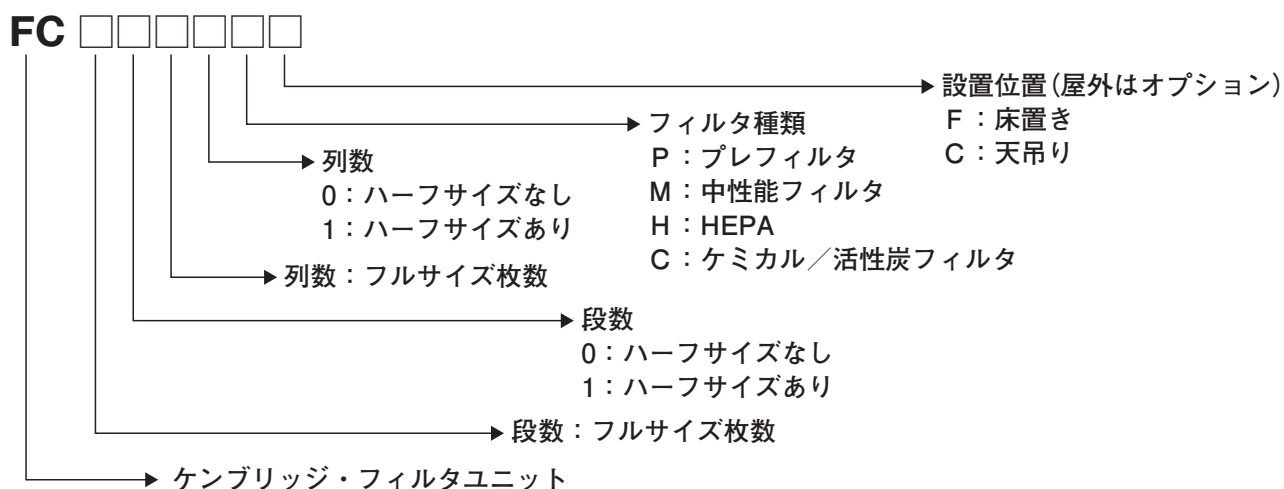 FC □□□□□□
設置位置（屋外はオプション）
F：床置き
C：天吊り
フィルタ種類
P：プレフィルタ
M：中性能フィルタ
H：HEPA
C：ケミカル／活性炭フィルタ
列数
0：ハーフサイズなし
1：ハーフサイズあり
列数：フルサイズ枚数
段数
0：ハーフサイズなし
1：ハーフサイズあり
段数：フルサイズ枚数
ケンブリッジ・フィルタユニット